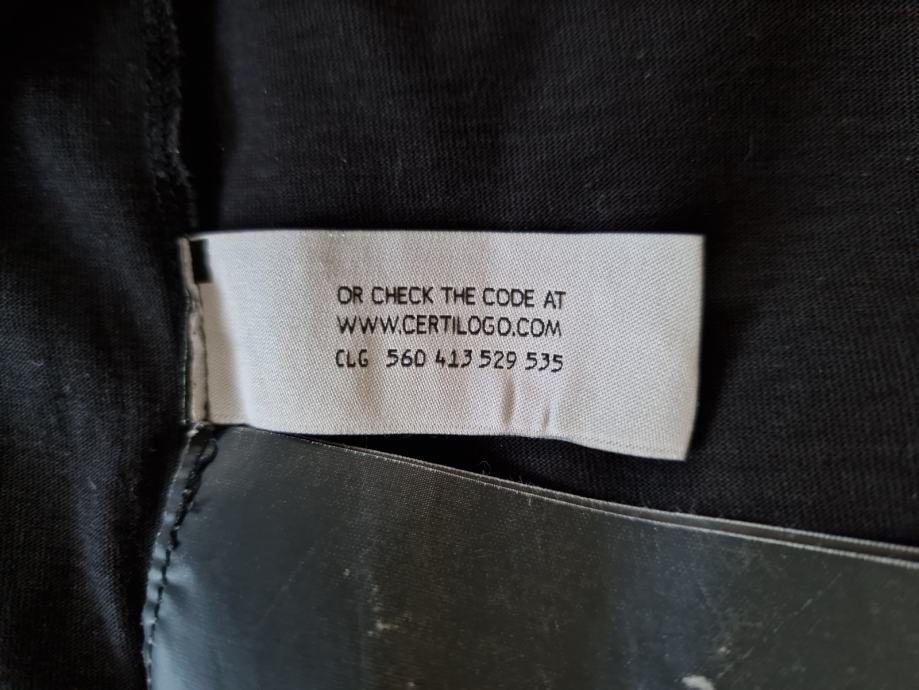 OR CHECK THE CODE AT
WWW.CERTILOGO.COM
CLG 560 413 529 535